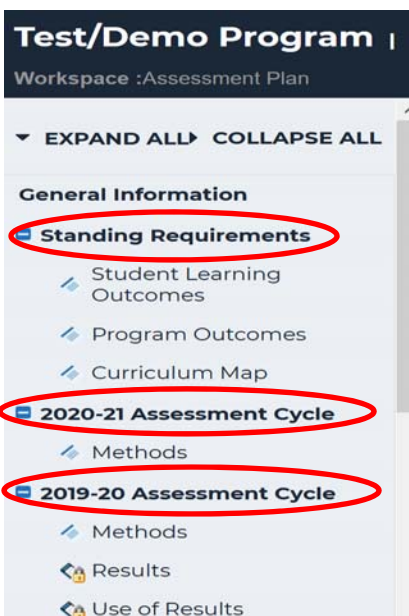 Test/Demo Program |
Workspace :Assessment Plan
EXPAND ALL COLLAPSE ALL
General Information
Standing Requirements
Student Learning
Outcomes
Program Outcomes
Curriculum Map
2020-21 Assessment Cycle
Methods
2019-20 Assessment Cycle
Methods
Results
Use of Results